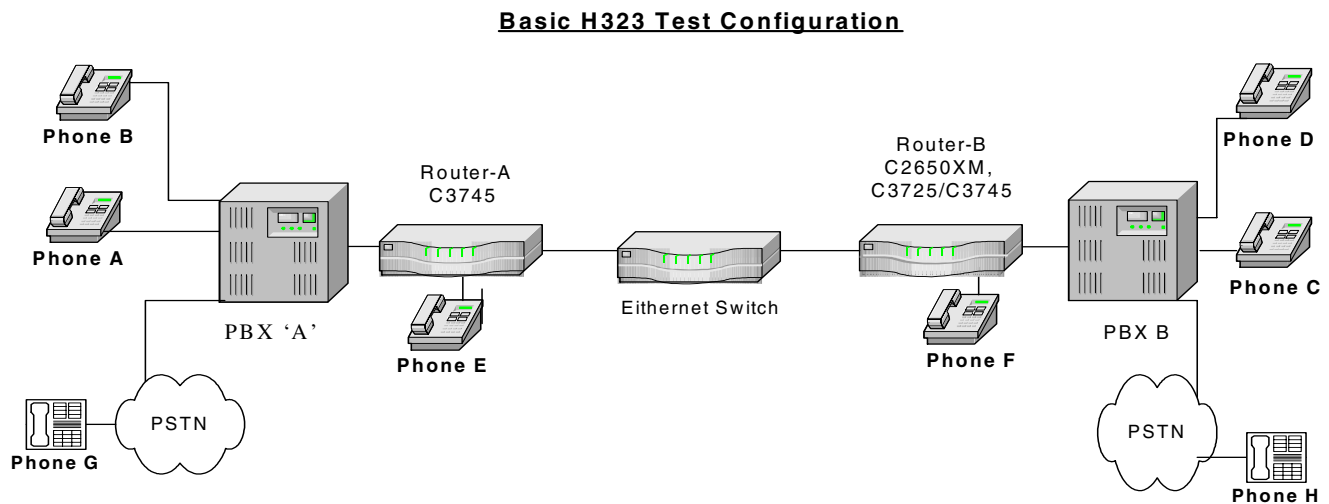 Basic H323 Test Configuration
Phone B
Phone A
Router-A
C3745
PBX ‘A’
Phone E
PSTN
Phone G
Eithernet Switch
Router-B
C2650XM,
C3725/C3745
Phone F
Phone D
Phone C
PBX B
PSTN
Phone H